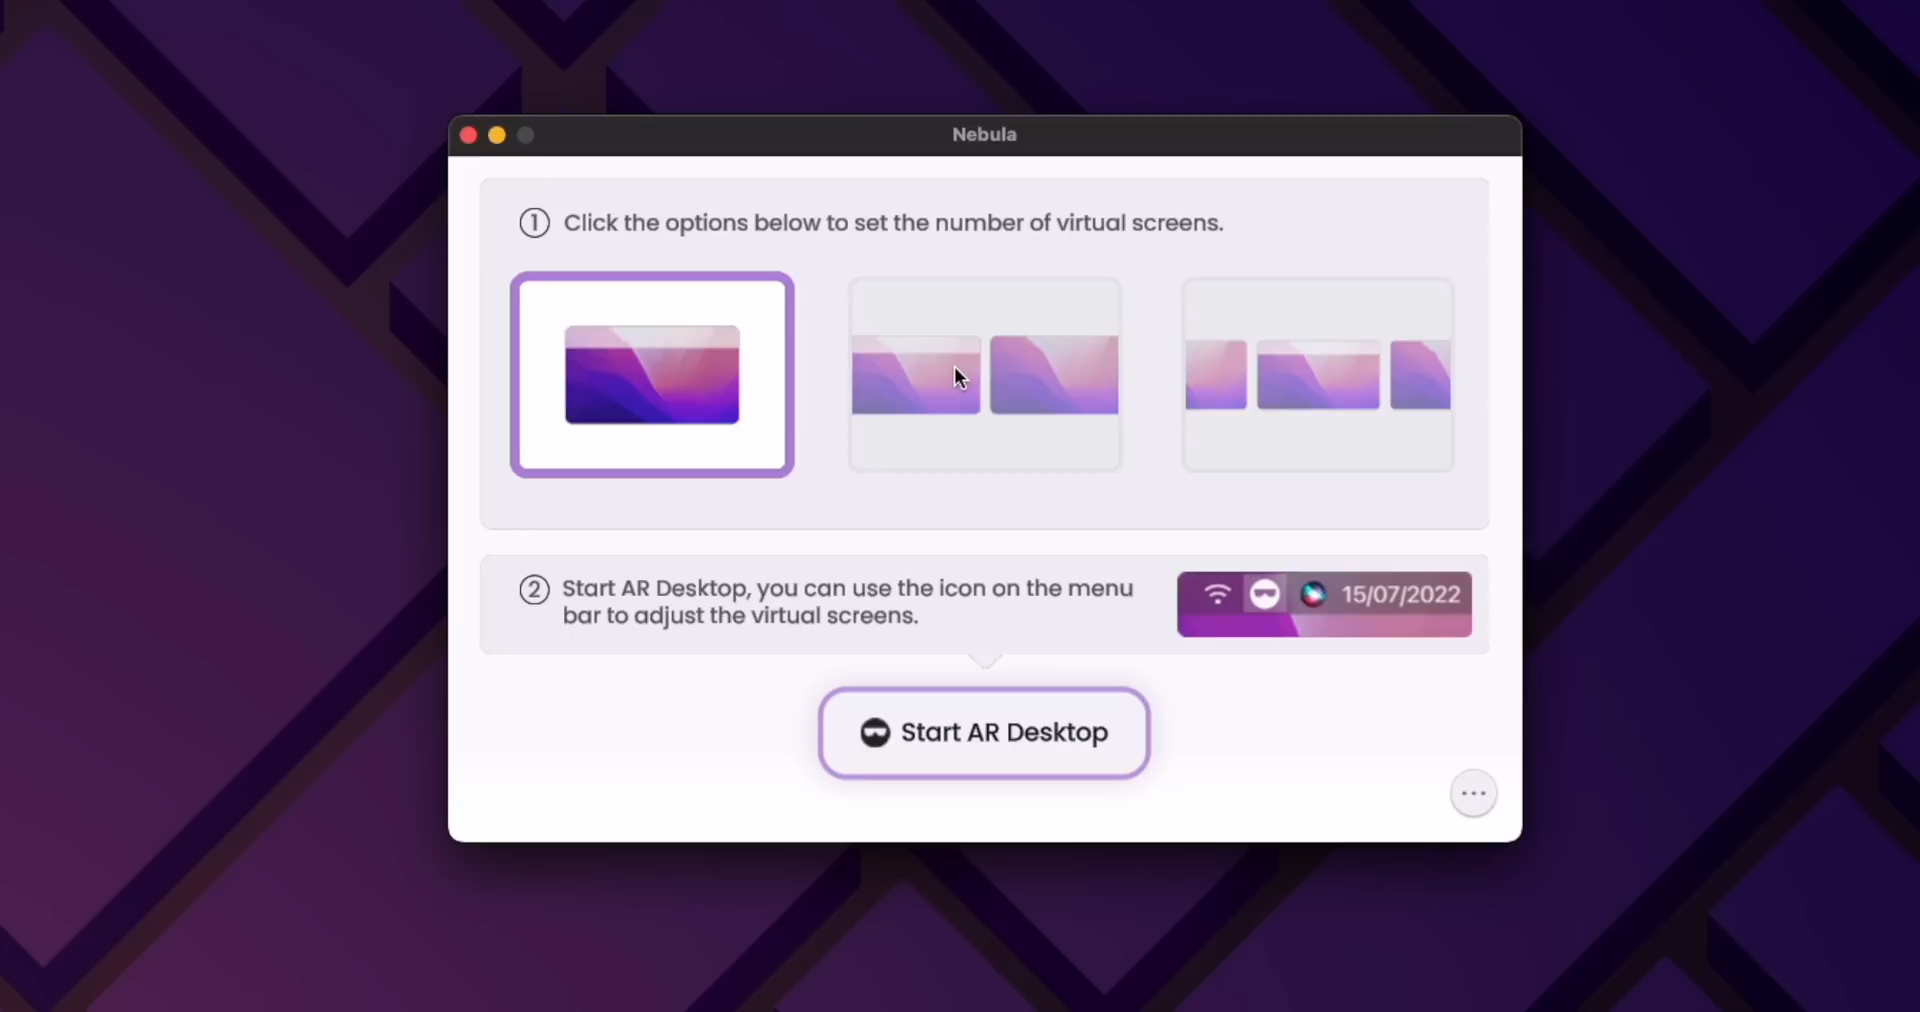 Nebula
1 Click the options below to set the number of virtual screens.
2 Start AR Desktop, you can use the icon on the menu
bar to adjust the virtual screens.
15/07/2022
Start AR Desktop